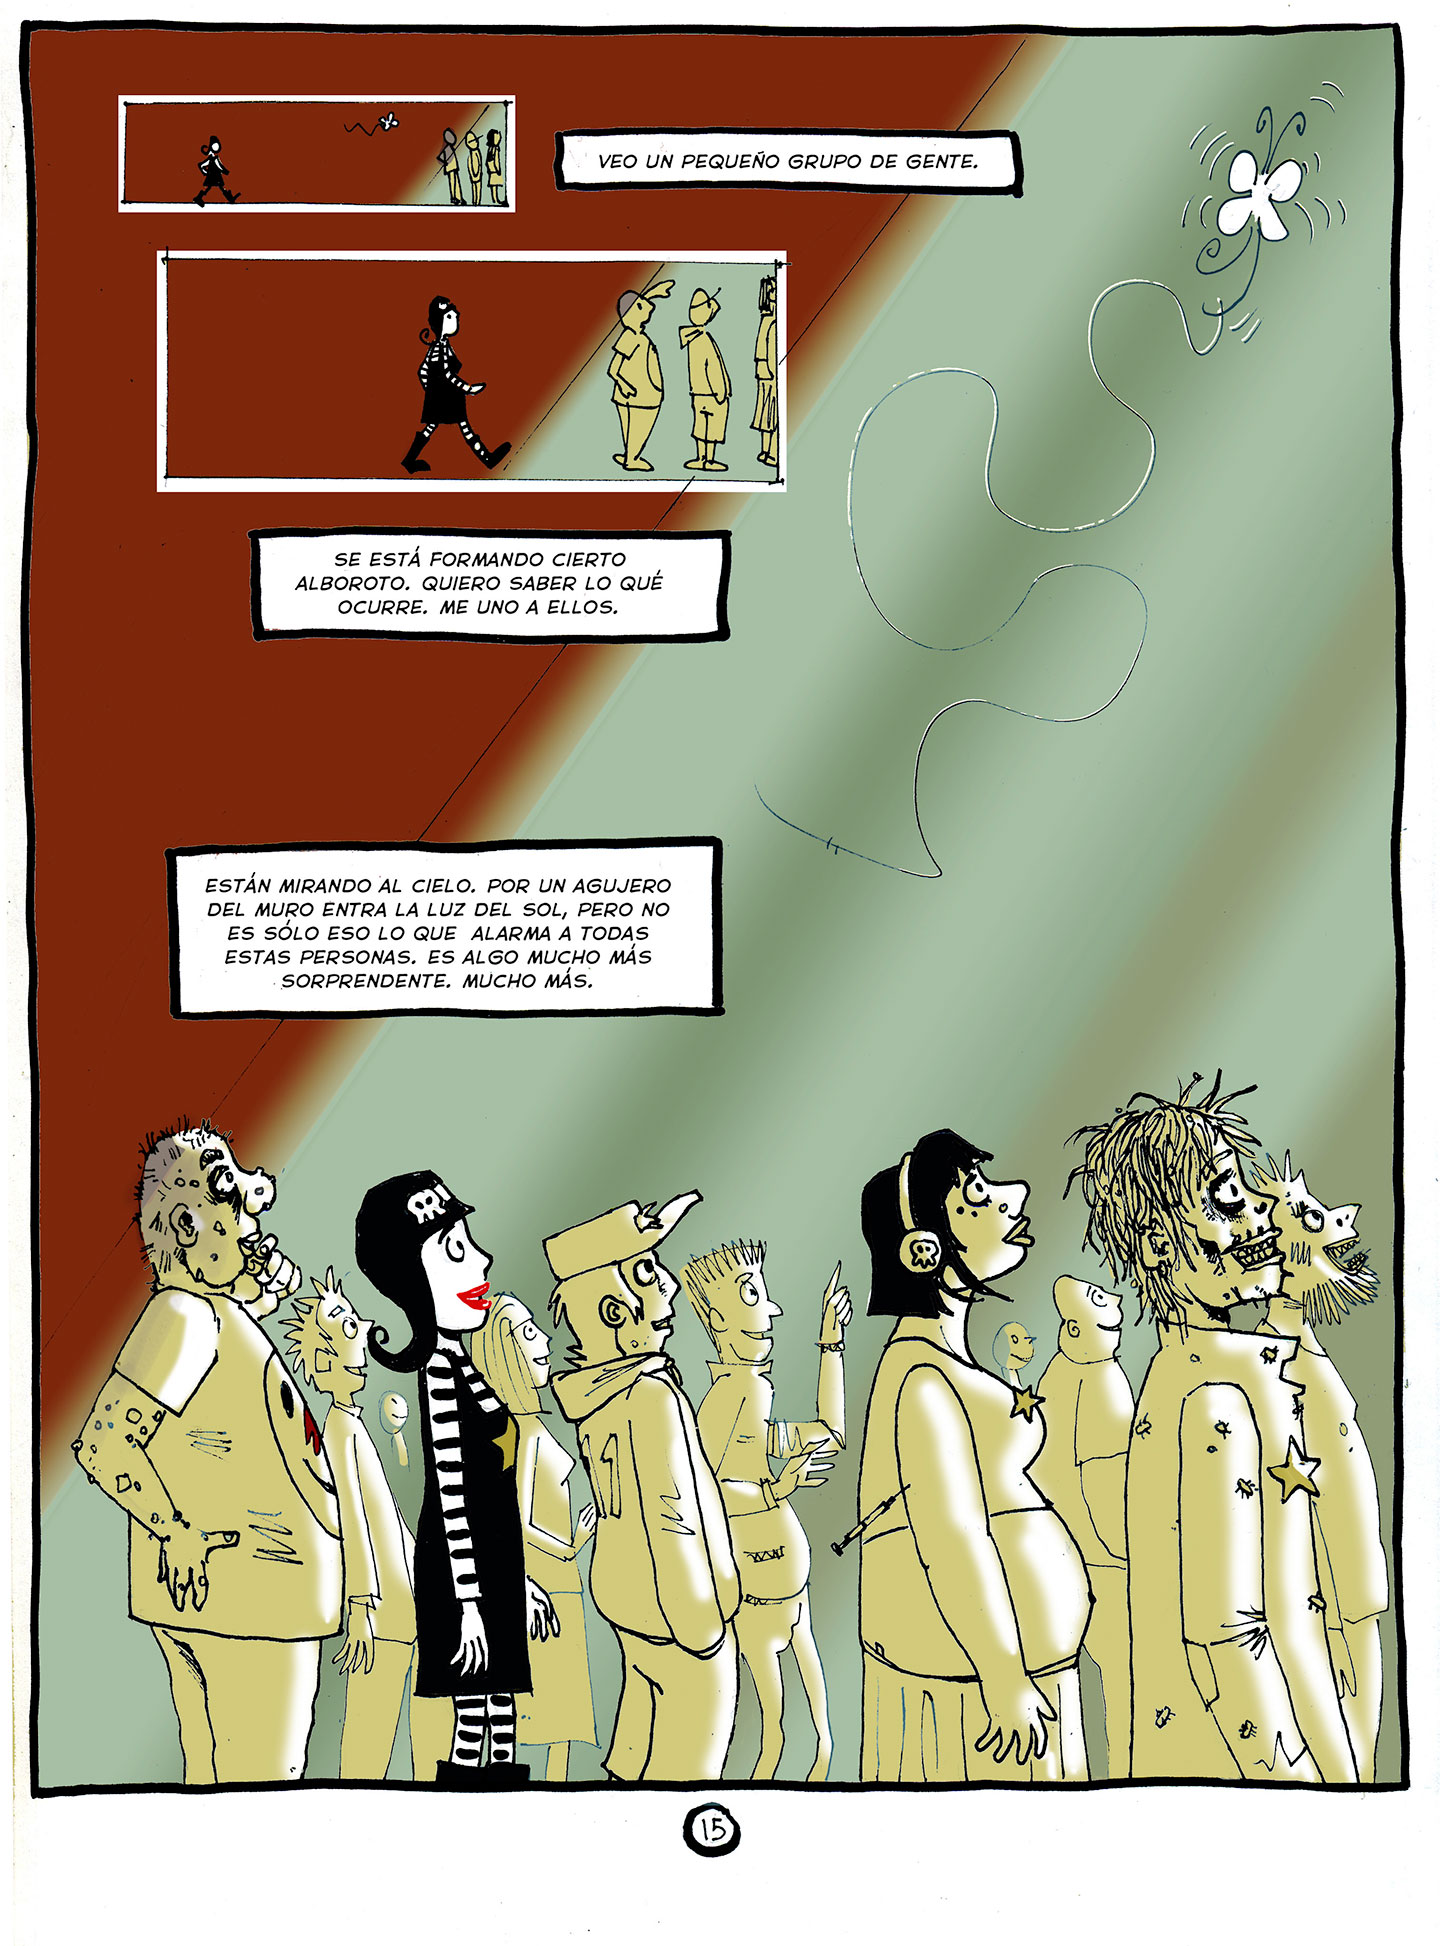 VEO UN PEQUEÑO GRUPO DE GENTE.
SE ESTÁ FORMANDO CIERTO
ALBOROTO. QUIERO SABER LO QUÉ
OCURRE. ME UNO A ELLOS.
ESTÁN MIRANDO AL CIELO. POR UN AGUJERO
DEL MURO ENTRA LA LUZ DEL SOL, PERO NO
ES SÓLO ESO LO QUE ALARMA A TODAS
ESTAS PERSONAS. ES ALGO MUCHO MÁS
SORPRENDENTE. MUCHO MÁS.
15